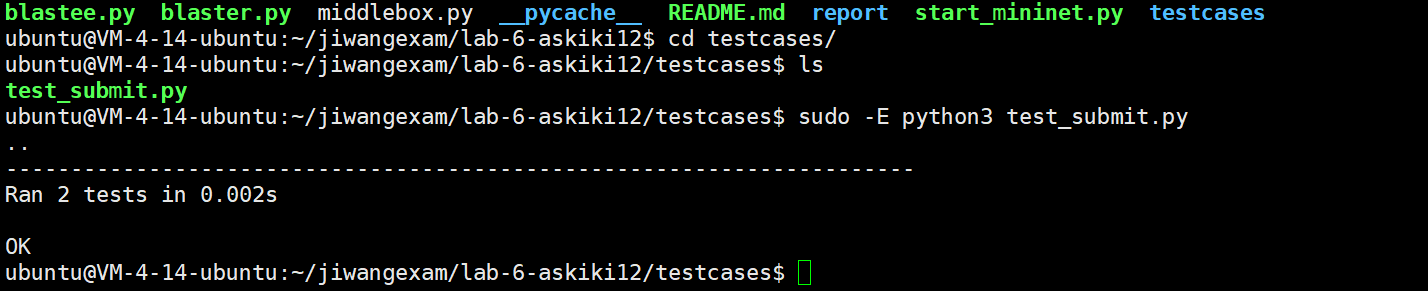 blastee.py  blaster.py  middlebox.py  __pycache__  README.md  report  start_mininet.py  testcases
ubuntu@VM-4-14-ubuntu:~/jiwangexam/lab-6-askiki12$ cd testcases/
ubuntu@VM-4-14-ubuntu:~/jiwangexam/lab-6-askiki12/testcases$ ls
test_submit.py
ubuntu@VM-4-14-ubuntu:~/jiwangexam/lab-6-askiki12/testcases$ sudo -E python3 test_submit.py
..
----------------------------------------------------------------------
Ran 2 tests in 0.002s
OK
ubuntu@VM-4-14-ubuntu:~/jiwangexam/lab-6-askiki12/testcases$